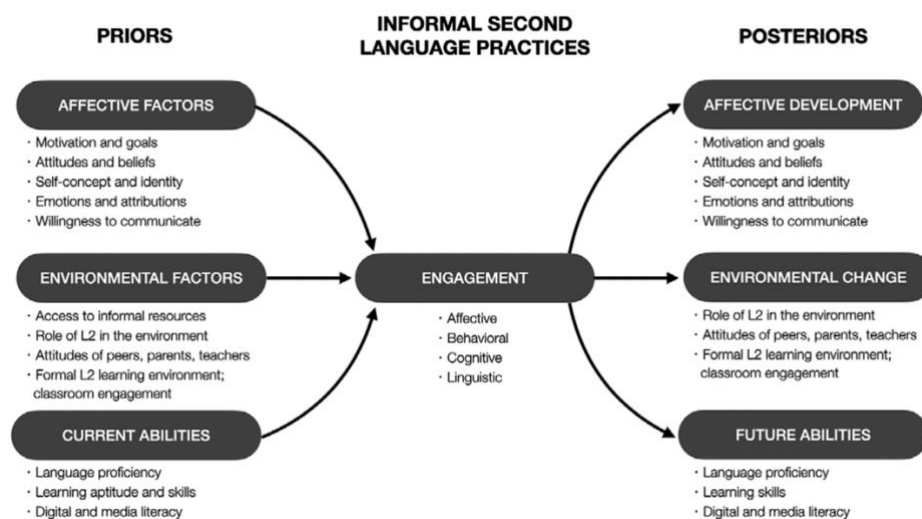 PRIORS
INFORMAL SECOND
LANGUAGE PRACTICES
POSTERIORS
AFFECTIVE FACTORS
· Motivation and goals
· Attitudes and beliefs
· Self-concept and identity
· Emotions and attributions
· Willingness to communicate
ENVIRONMENTAL FACTORS
· Access to informal resources
· Role of L2 in the environment
· Attitudes of peers, parents, teachers
· Formal L2 learning environment;
classroom engagement
CURRENT ABILITIES
· Language proficiency
· Learning aptitude and skills
· Digital and media literacy
ENGAGEMENT
· Affective
· Behavioral
· Cognitive
· Linguistic
AFFECTIVE DEVELOPMENT
· Motivation and goals
· Attitudes and beliefs
· Self-concept and identity
· Emotions and attributions
· Willingness to communicate
ENVIRONMENTAL CHANGE
· Role of L2 in the environment
· Attitudes of peers, parents, teachers
· Formal L2 learning environment;
classroom engagement
FUTURE ABILITIES
· Language proficiency
· Learning skills
· Digital and media literacy